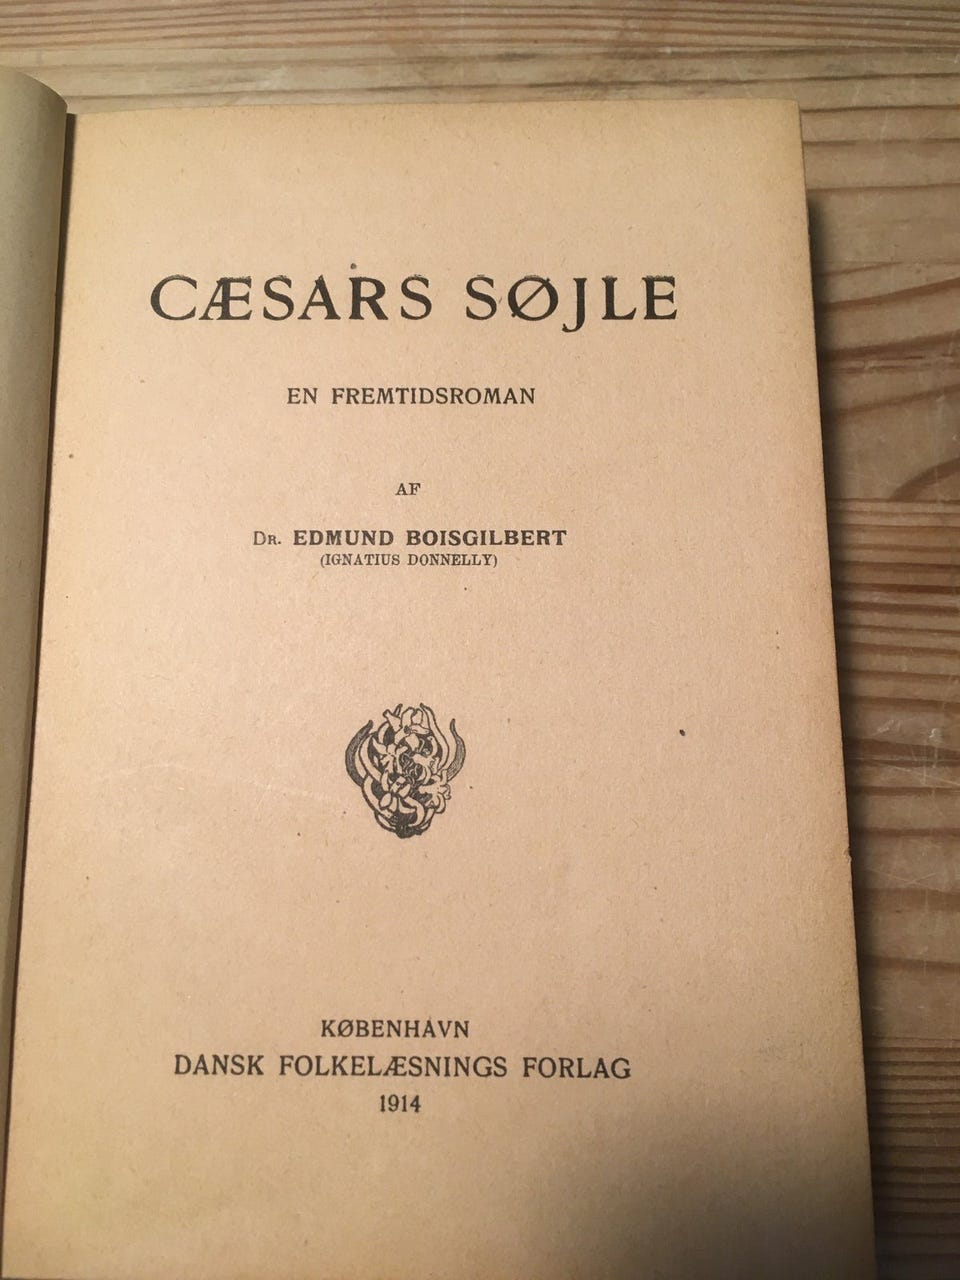 CÆSARS SØJLE
EN FREMTIDSROMAN
AF
DR. EDMUND BOISGILBERT
(IGNATIUS DONNELLY)
KØBENHAVN
DANSK FOLKELÆSNINGS FORLAG
1914